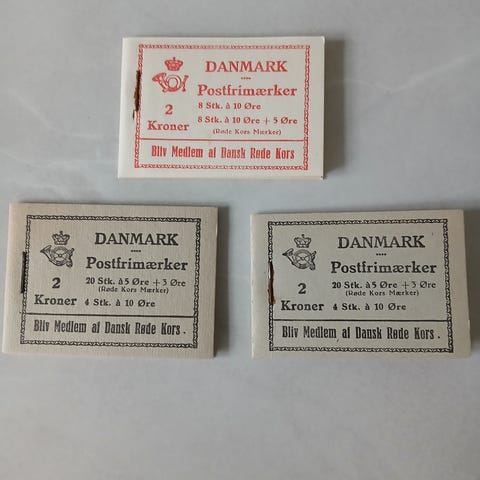 DANMARK
Postfrimærker
2 Kroner
8 Stk. à 10 Øre
8 Stk. à 10 Øre + 5 Øre
(Røde Kors Mærker)
Bliv Medlem af Dansk Røde Kors
DANMARK
Postfrimærker
2 Kroner
20 Stk. à 5 Øre + 3 Øre
(Røde Kors Mærker)
4 Stk. à 10 Øre
Bliv Medlem af Dansk Røde Kors.
DANMARK
Postfrimærker
2 Kroner
20 Stk. à 5 Øre + 3 Øre
(Røde Kors Mærker)
4 Stk. à 10 Øre
Bliv Medlem af Dansk Røde Kors.